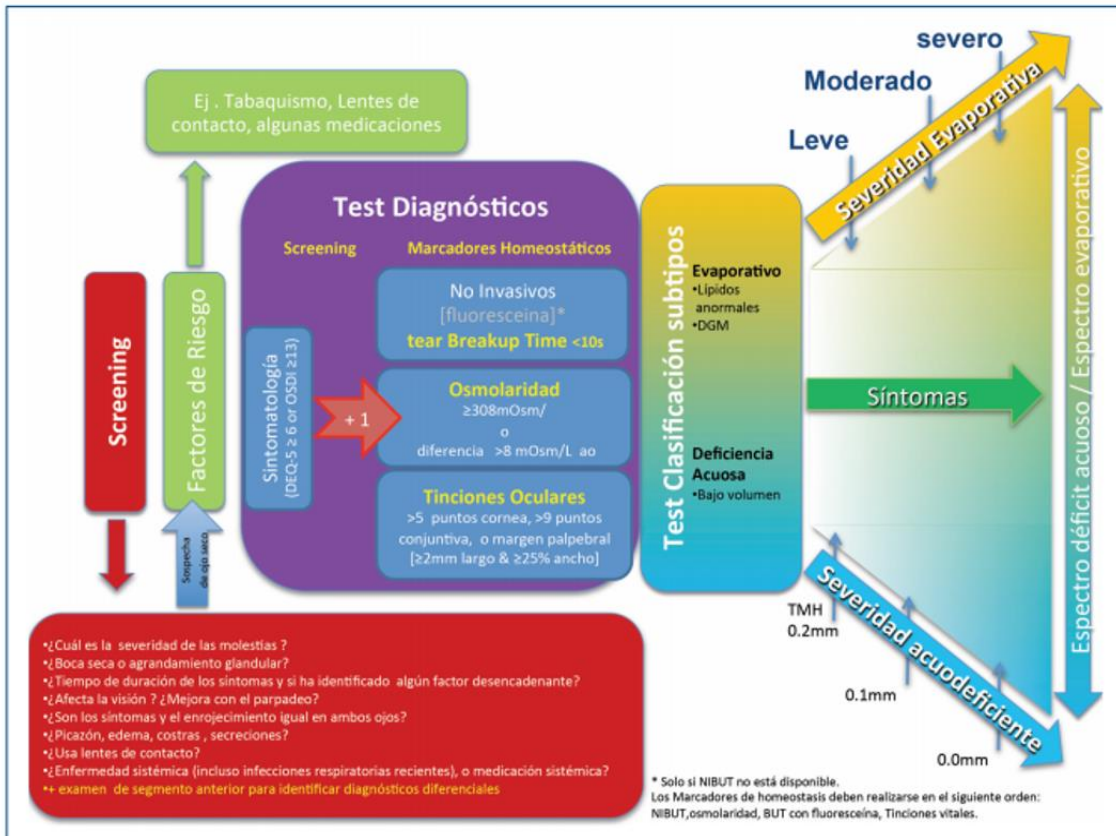 Ej . Tabaquismo, Lentes de
contacto, algunas medicaciones
Screening
Factores de Riesgo
Sospecha
de ojo seco
Test Diagnósticos
Screening
Marcadores Homeostáticos
Sintomatología
(DEQ-5 ≥ 6 or OSDI ≥13)
+ 1
No Invasivos
[fluoresceina]*
tear Breakup Time <10s
Osmolaridad
≥308mOsm/
o
diferencia >8 mOsm/L ao
Tinciones Oculares
>5 puntos cornea, >9 puntos
conjuntiva, o margen palpebral
[≥2mm largo & ≥25% ancho]
Test Clasificación subtipos
Evaporativo
•Lípidos
anormales
•DGM
Deficiencia
Acuosa
•Bajo volumen
Leve
Moderado
severo
Severidad Evaporativa
Síntomas
Severidad acuodeficiente
TMH
0.2mm
0.1mm
0.0mm
Espectro déficit acuoso / Espectro evaporativo
•¿Cuál es la severidad de las molestias ?
•¿Boca seca o agrandamiento glandular?
•¿Tiempo de duración de los síntomas y si ha identificado algún factor desencadenante?
•¿Afecta la visión ? ¿Mejora con el parpadeo?
•¿Son los síntomas y el enrojecimiento igual en ambos ojos?
•¿Picazón, edema, costras , secreciones?
•¿Usa lentes de contacto?
•¿Enfermedad sistémica (incluso infecciones respiratorias recientes), o medicación sistémica?
•+ examen de segmento anterior para identificar diagnósticos diferenciales
* Solo si NIBUT no está disponible.
Los Marcadores de homeostasis deben realizarse en el siguiente orden:
NIBUT,osmolaridad, BUT con fluoresceína, Tinciones vitales.